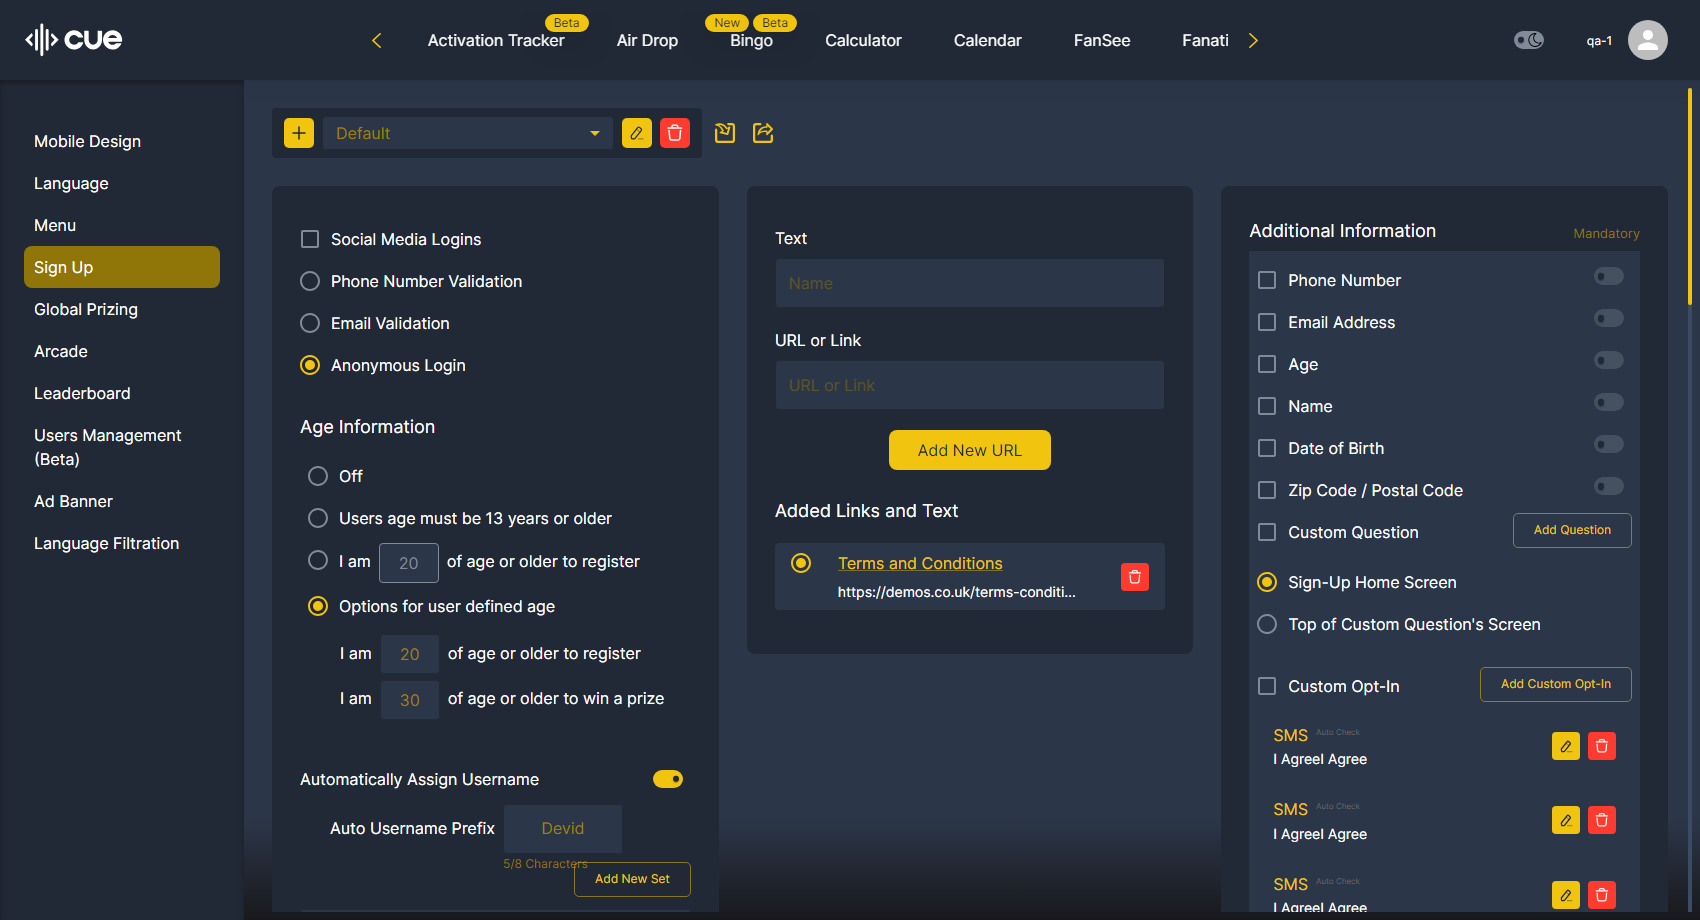 cue
Activation Tracker
Beta
Air Drop
Bingo
New
Beta
Calculator
Calendar
FanSee
Fanati
qa-1
Mobile Design
Language
Menu
Sign Up
Global Prizing
Arcade
Leaderboard
Users Management
(Beta)
Ad Banner
Language Filtration
Default
Social Media Logins
Phone Number Validation
Email Validation
Anonymous Login
Age Information
Off
Users age must be 13 years or older
I am 20 of age or older to register
Options for user defined age
I am 20 of age or older to register
I am 30 of age or older to win a prize
Automatically Assign Username
Auto Username Prefix Devid
5/8 Characters
Add New Set
Text
Name
URL or Link
URL or Link
Add New URL
Added Links and Text
Terms and Conditions
https://demos.co.uk/terms-conditi...
Additional Information
Mandatory
Phone Number
Email Address
Age
Name
Date of Birth
Zip Code / Postal Code
Custom Question
Add Question
Sign-Up Home Screen
Top of Custom Question's Screen
Custom Opt-In
Add Custom Opt-In
SMS Auto Check
I AgreeI Agree
SMS Auto Check
I AgreeI Agree
SMS Auto Check
I AgreeI Agree